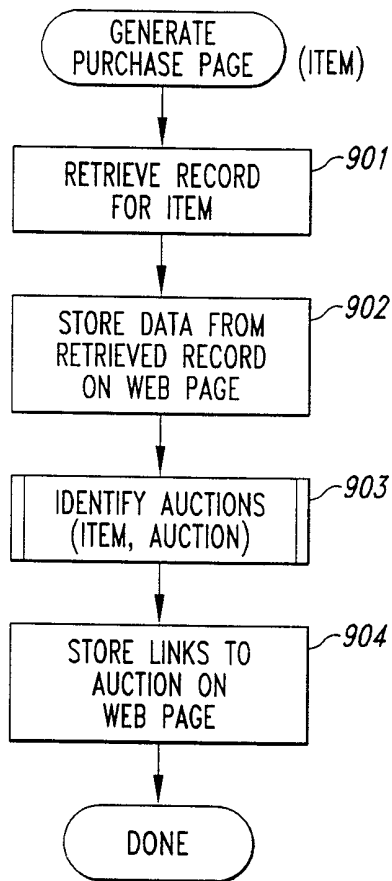 GENERATE
PURCHASE PAGE
(ITEM)
901
RETRIEVE RECORD
FOR ITEM
902
STORE DATA FROM
RETRIEVED RECORD
ON WEB PAGE
903
IDENTIFY AUCTIONS
(ITEM, AUCTION)
904
STORE LINKS TO
AUCTION ON
WEB PAGE
DONE